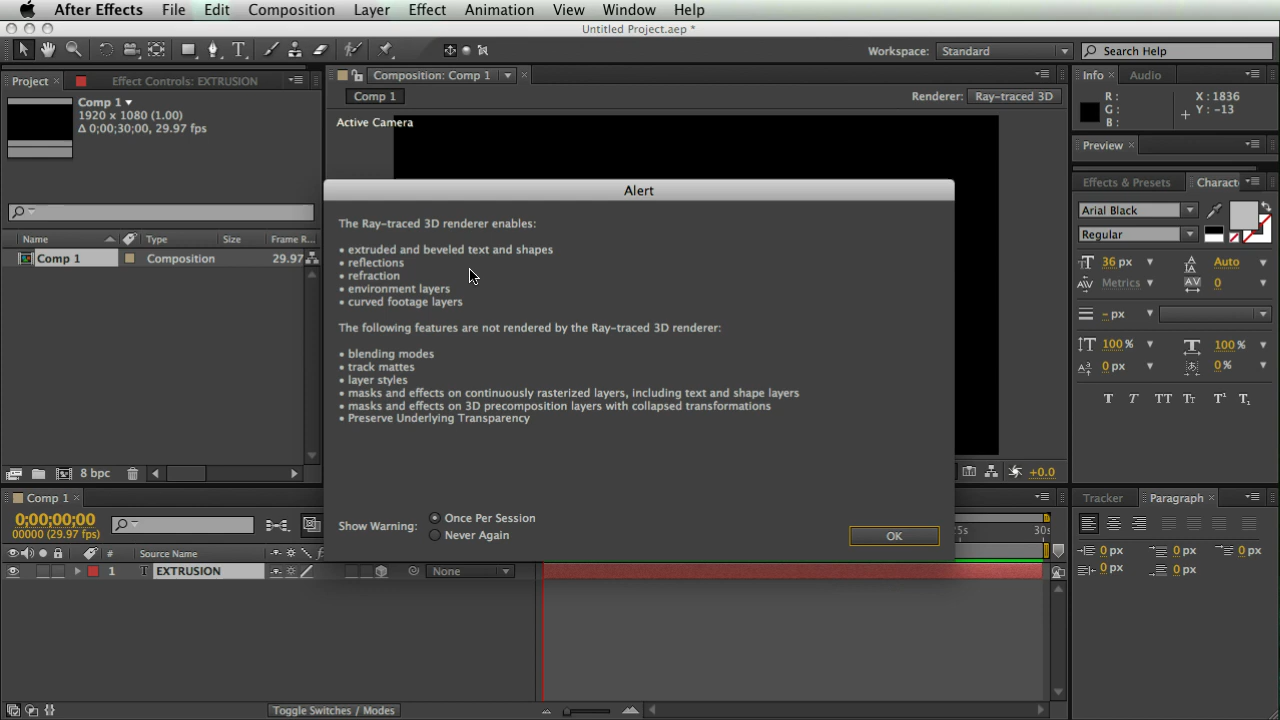 After Effects File Edit Composition Layer Effect Animation View Window Help
Untitled Project.aep *
Workspace: Standard Search Help
Project × Effect Controls: EXTRUSION
Composition: Comp 1 ×
Info × Audio
Comp 1
1920 x 1080 (1.00)
Δ 0;00;30;00, 29.97 fps
Comp 1
Renderer: Ray-traced 3D
Active Camera
R :
G :
B :
X : 1836
Y : -13
Preview ×
Effects & Presets Charact
Arial Black
Regular
36 px Auto
Metrics 0
- px
100 % 100 %
0 px 0 %
T T TT Tt T¹ T₁
Name Type Size Frame R...
Comp 1 Composition 29.97
8 bpc
Alert
The Ray-traced 3D renderer enables:
• extruded and beveled text and shapes
• reflections
• refraction
• environment layers
• curved footage layers
The following features are not rendered by the Ray-traced 3D renderer:
• blending modes
• track mattes
• layer styles
• masks and effects on continuously rasterized layers, including text and shape layers
• masks and effects on 3D precomposition layers with collapsed transformations
• Preserve Underlying Transparency
Show Warning: Once Per Session
Never Again
OK
+0.0
Comp 1 ×
0;00;00;00
00000 (29.97 fps)
25s 30s
# Source Name
1 T EXTRUSION None
Toggle Switches / Modes
Tracker Paragraph ×
0 px 0 px 0 px
0 px 0 px